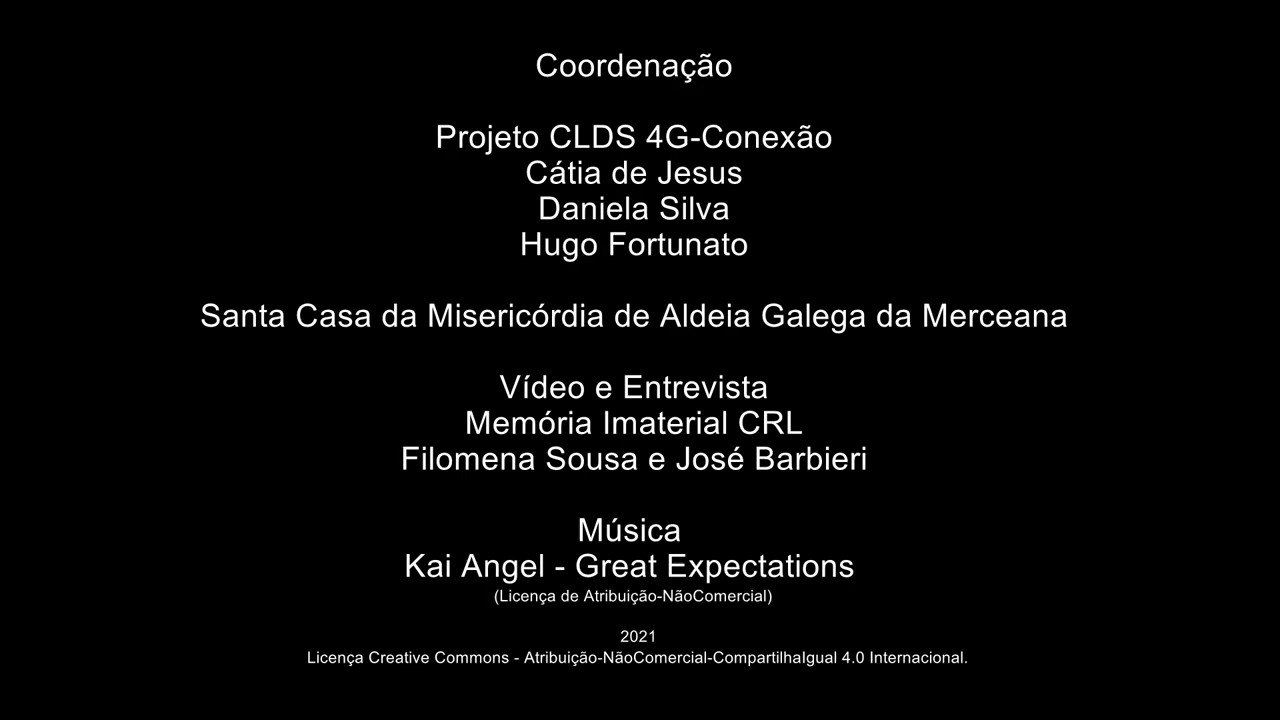 Coordenação
Projeto CLDS 4G-Conexão
Cátia de Jesus
Daniela Silva
Hugo Fortunato
Santa Casa da Misericórdia de Aldeia Galega da Merceana
Vídeo e Entrevista
Memória Imaterial CRL
Filomena Sousa e José Barbieri
Música
Kai Angel - Great Expectations
(Licença de Atribuição-NãoComercial)
2021
Licença Creative Commons - Atribuição-NãoComercial-CompartilhaIgual 4.0 Internacional.